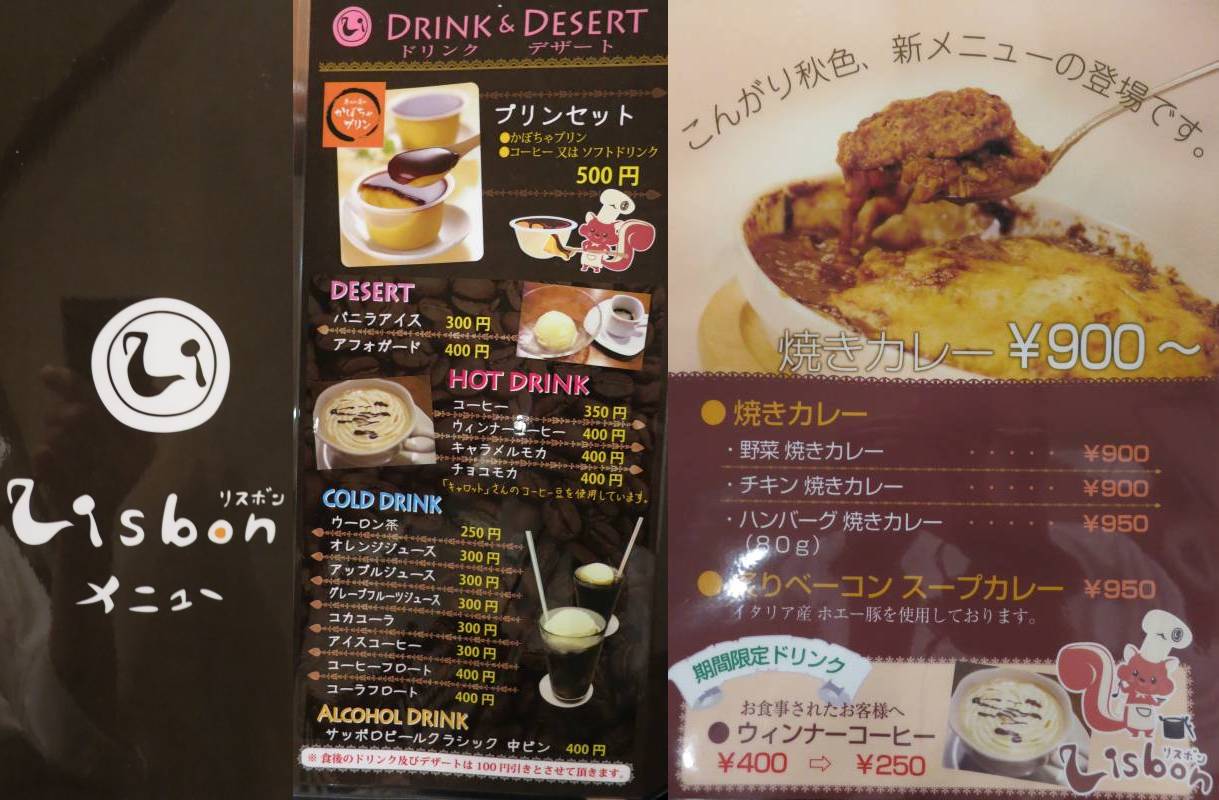 Lisbon
リスボン
メニュー
DRINK & DESERT
ドリンク デザート
かぼちゃ
プリン
プリンセット
●かぼちゃプリン
●コーヒー 又は ソフトドリンク
500円
DESERT
バニラアイス 300円
アフォガード 400円
HOT DRINK
コーヒー 350円
ウィンナーコーヒー 400円
キャラメルモカ 400円
チョコモカ 400円
「キャロット」さんのコーヒー豆を使用しています。
COLD DRINK
ウーロン茶 250円
オレンジジュース 300円
アップルジュース 300円
グレープフルーツジュース 300円
コカコーラ 300円
アイスコーヒー 300円
コーヒーフロート 400円
コーラフロート 400円
ALCOHOL DRINK
サッポロビールクラシック 中ビン 400円
※ 食後のドリンク及びデザートは100円引きとさせて頂きます。
こんがり秋色、新メニューの登場です。
焼きカレー ¥900～
●焼きカレー
・野菜 焼きカレー ・・・・・ ¥900
・チキン 焼きカレー ・・・・・ ¥900
・ハンバーグ 焼きカレー ・・・・・ ¥950
（80g）
●炙りベーコン スープカレー ¥950
イタリア産 ホエー豚を使用しております。
期間限定ドリンク
お食事されたお客様へ
●ウィンナーコーヒー
¥400 ⇨ ¥250
リスボン
Lisbon